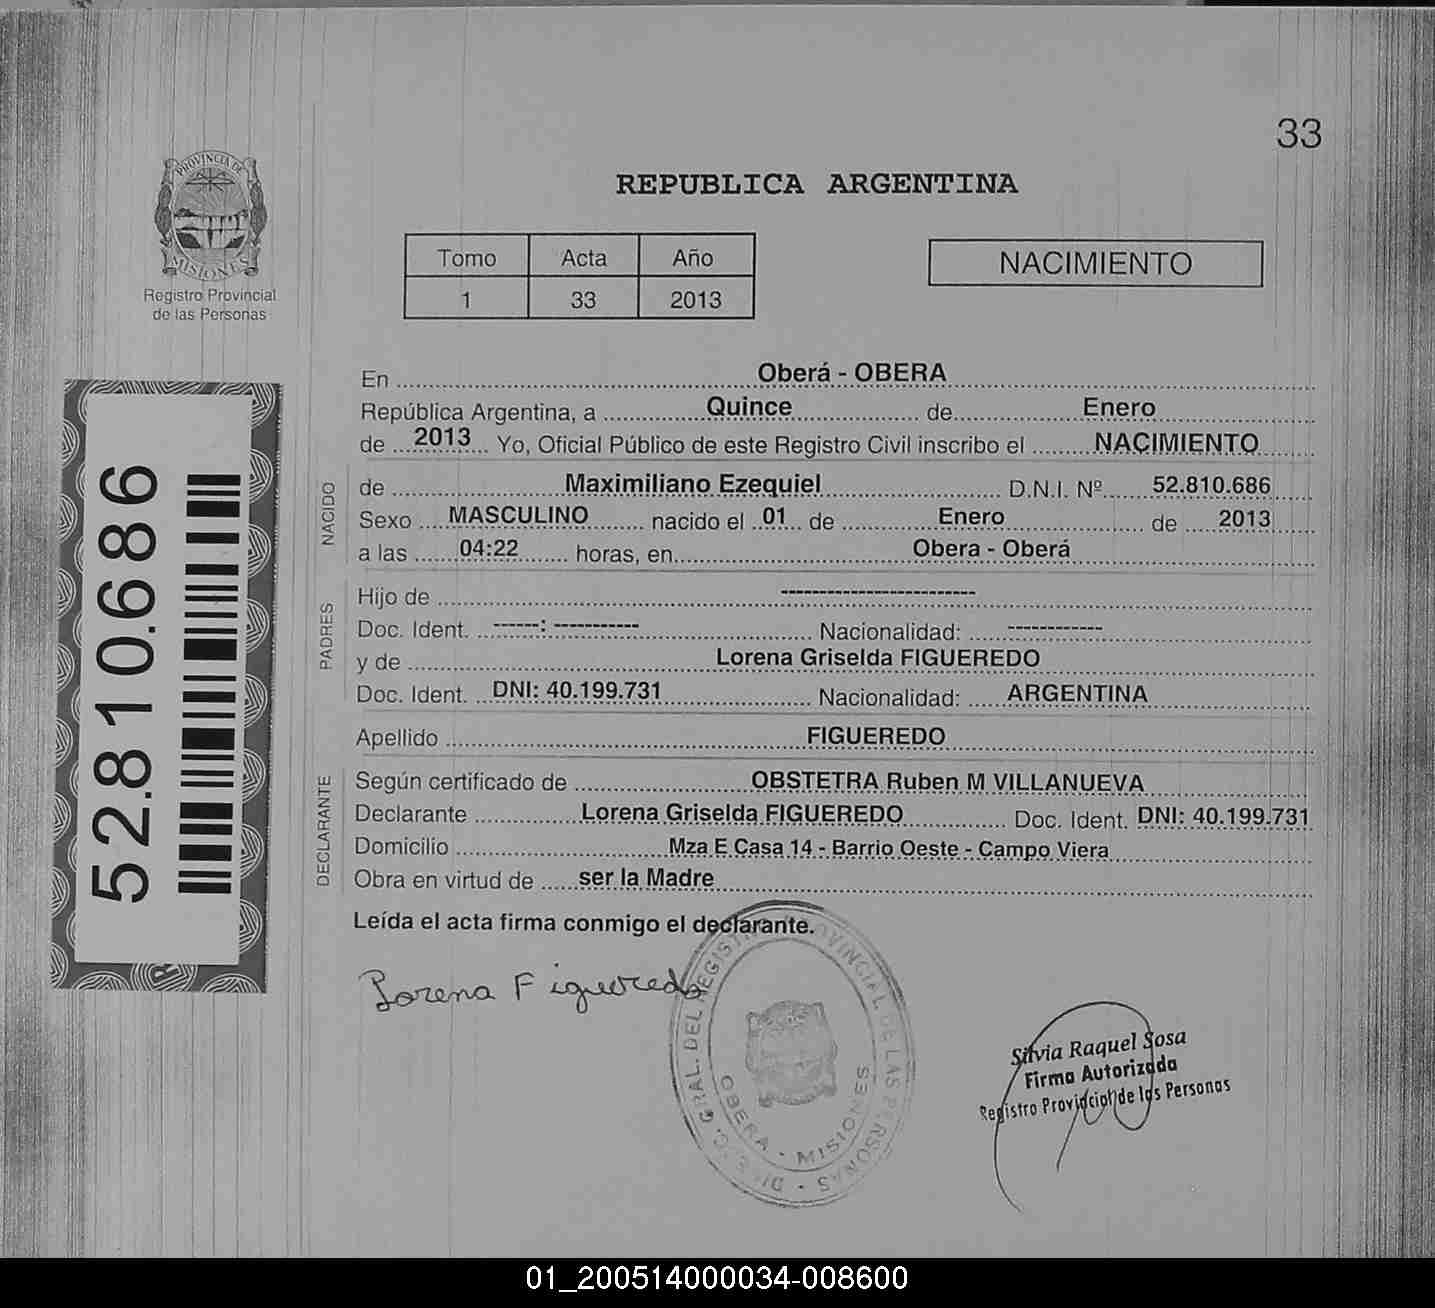 33
REPUBLICA ARGENTINA
PROVINCIA DE
MISIONES
Registro Provincial
de las Personas
Tomo Acta Año
1 33 2013
NACIMIENTO
52.810.686
En Oberá - OBERA
República Argentina, a Quince de Enero
de 2013 Yo, Oficial Público de este Registro Civil inscribo el NACIMIENTO
NACIDO
de Maximiliano Ezequiel D.N.I. Nº 52.810.686
Sexo MASCULINO nacido el 01 de Enero de 2013
a las 04:22 horas, en Obera - Oberá
PADRES
Hijo de -------------------------
Doc. Ident. ------: ----------- Nacionalidad: ------------
y de Lorena Griselda FIGUEREDO
Doc. Ident. DNI: 40.199.731 Nacionalidad: ARGENTINA
Apellido FIGUEREDO
DECLARANTE
Según certificado de OBSTETRA Ruben M VILLANUEVA
Declarante Lorena Griselda FIGUEREDO Doc. Ident. DNI: 40.199.731
Domicilio Mza E Casa 14 - Barrio Oeste - Campo Viera
Obra en virtud de ser la Madre
Leída el acta firma conmigo el declarante.
Lorena Figueredo
GRAL. DEL REGISTRO PROVINCIAL DE LAS PERSONAS
OBERA - MISIONES
Silvia Raquel Sosa
Firma Autorizada
Registro Provincial de las Personas
01_200514000034-008600